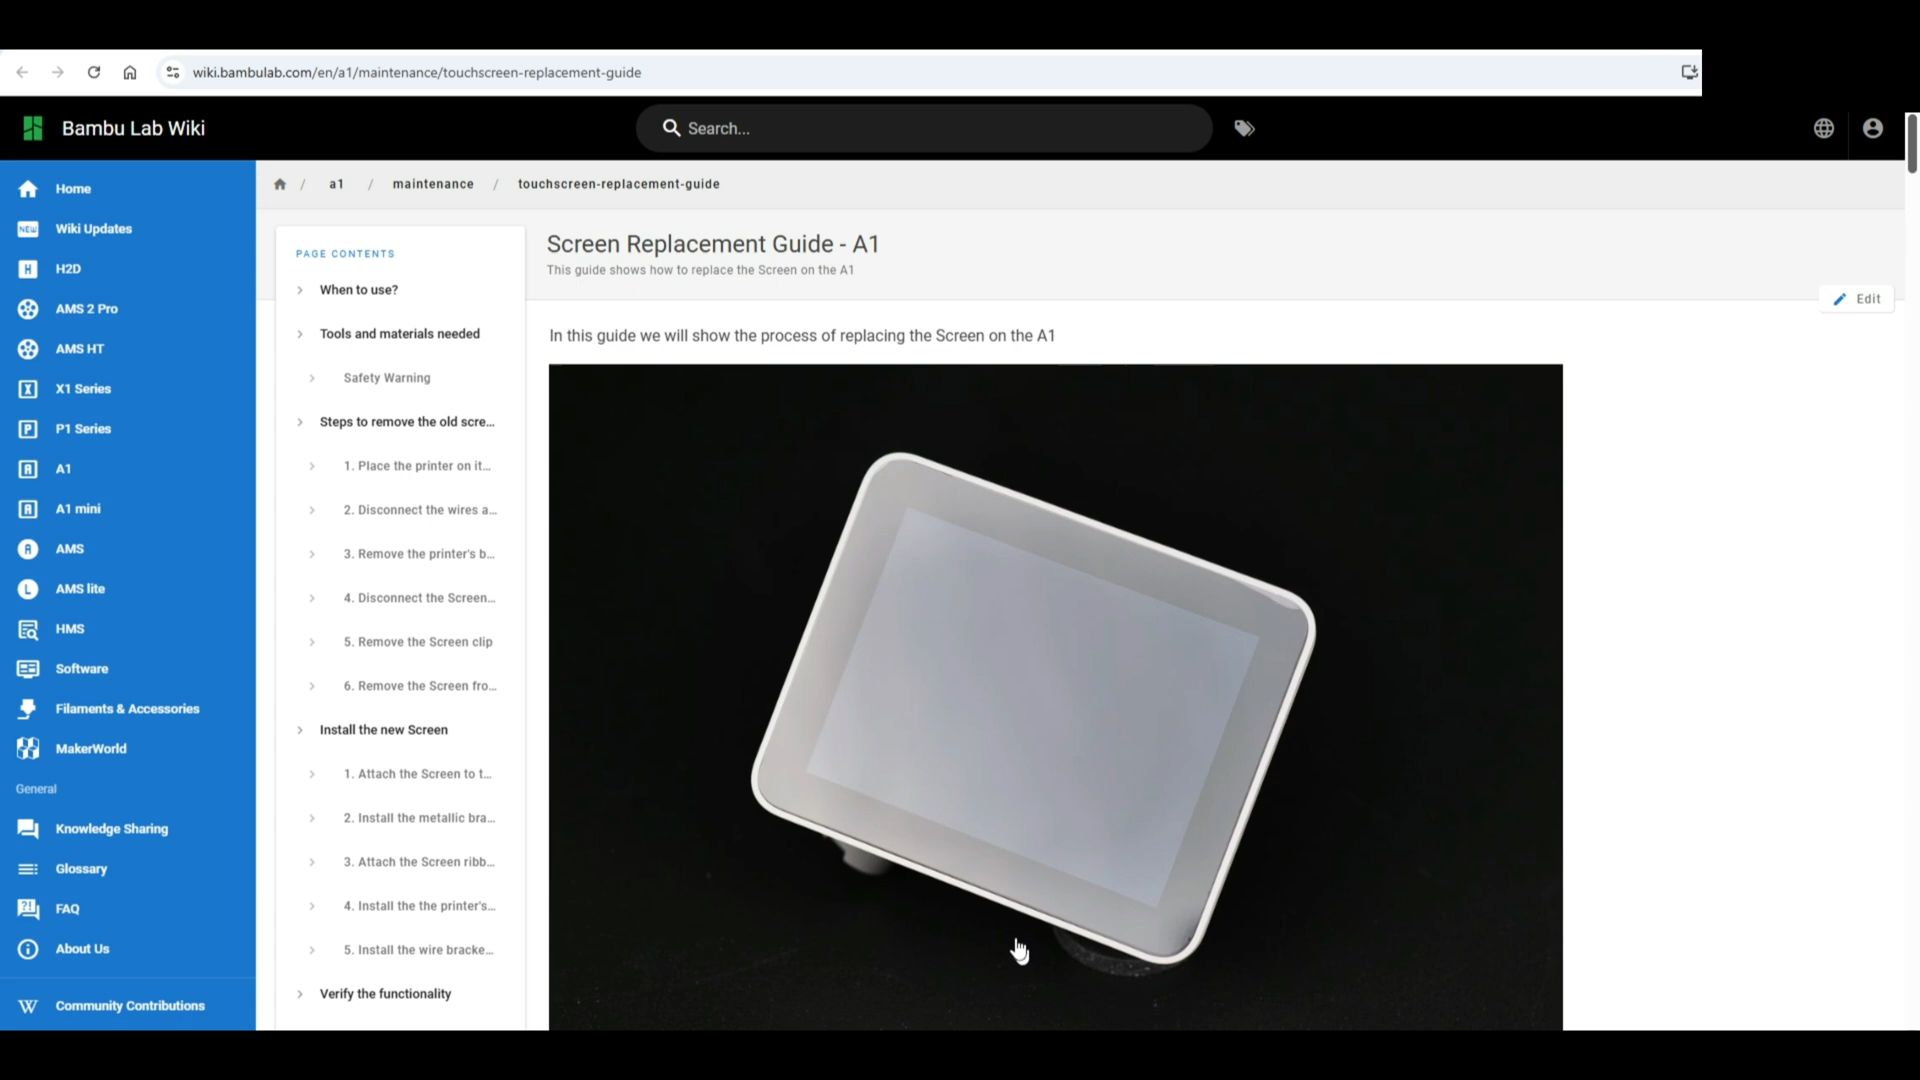 wiki.bambulab.com/en/a1/maintenance/touchscreen-replacement-guide
Bambu Lab Wiki
Search...
Home
NEW Wiki Updates
H H2D
AMS 2 Pro
AMS HT
X X1 Series
P P1 Series
A A1
A A1 mini
A AMS
L AMS lite
HMS
Software
Filaments & Accessories
MakerWorld
General
Knowledge Sharing
Glossary
?! FAQ
i About Us
W Community Contributions
/ a1 / maintenance / touchscreen-replacement-guide
PAGE CONTENTS
When to use?
Tools and materials needed
Safety Warning
Steps to remove the old scre...
1. Place the printer on it...
2. Disconnect the wires a...
3. Remove the printer's b...
4. Disconnect the Screen...
5. Remove the Screen clip
6. Remove the Screen fro...
Install the new Screen
1. Attach the Screen to t...
2. Install the metallic bra...
3. Attach the Screen ribb...
4. Install the the printer's...
5. Install the wire bracke...
Verify the functionality
Screen Replacement Guide - A1
This guide shows how to replace the Screen on the A1
Edit
In this guide we will show the process of replacing the Screen on the A1